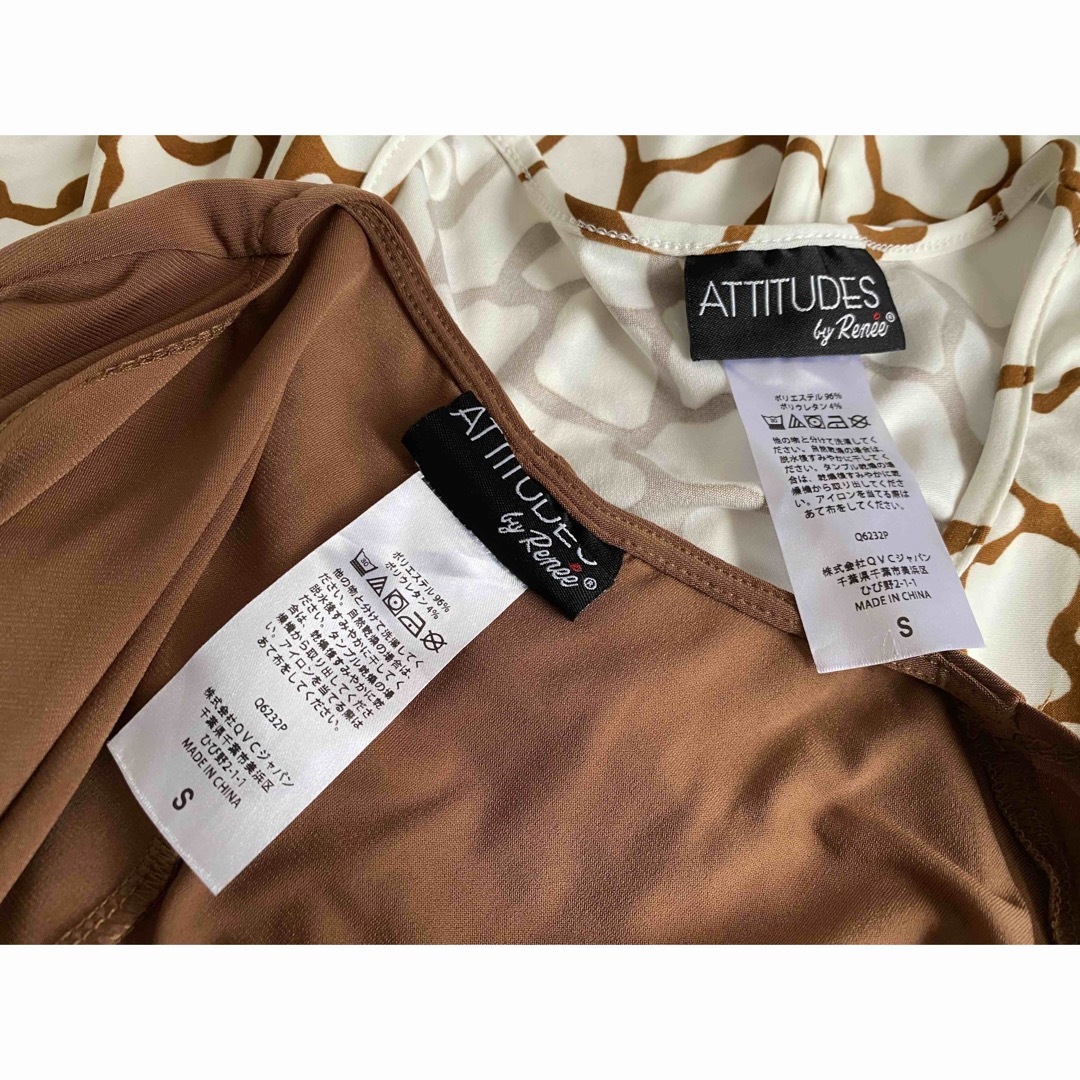 ATTITUDES
by Renée®
ポリエステル 96%
ポリウレタン 4%
他の物と分けて洗濯してく
ださい。自然乾燥の場合は、
脱水後すみやかに干してく
ださい。タンブル乾燥の場
合は、乾燥後すみやかに乾
燥機から取り出してください。
アイロンを当てる際は
あて布をしてください。
Q6232P
株式会社QVCジャパン
千葉県千葉市美浜区
ひび野2-1-1
MADE IN CHINA
S
ATTITUDES
by Renée®
ポリエステル 96%
ポリウレタン 4%
他の物と分けて洗濯してく
ださい。自然乾燥の場合は、
脱水後すみやかに干してく
ださい。タンブル乾燥の場
合は、乾燥後すみやかに乾
燥機から取り出してください。
アイロンを当てる際は
あて布をしてください。
Q6232P
株式会社QVCジャパン
千葉県千葉市美浜区
ひび野2-1-1
MADE IN CHINA
S